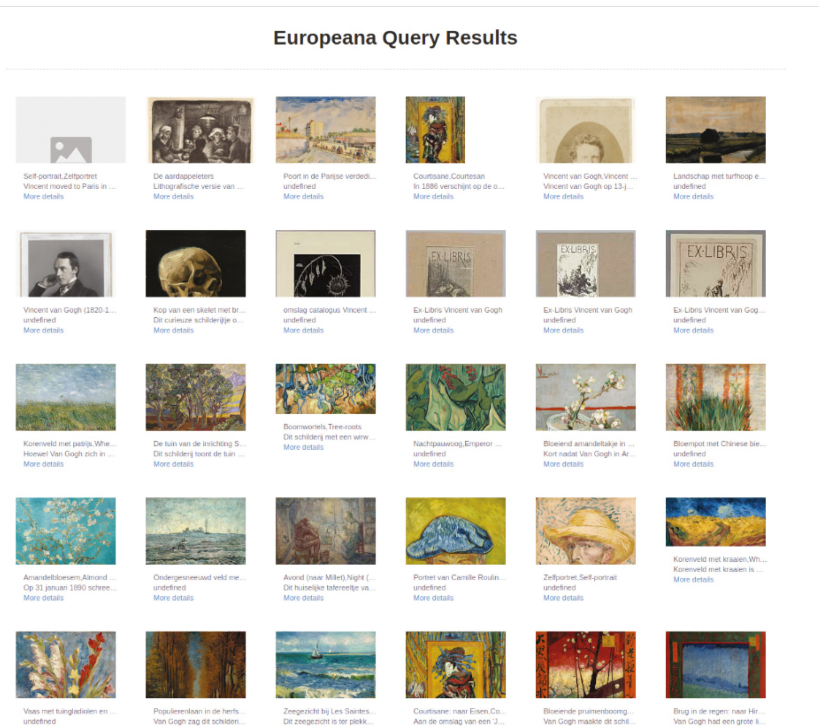 Europeana Query Results
Self-portrait,Zelfportret
Vincent moved to Paris in ...
More details
De aardappeleters
Lithografische versie van ...
More details
Poort in de Parijse verdedi...
undefined
More details
Courtisane,Courtesan
In 1886 verschijnt op de o...
More details
Vincent van Gogh,Vincent ...
Vincent van Gogh op 13-j...
More details
Landschap met turfhoop e...
undefined
More details
Vincent van Gogh (1820-1...
undefined
More details
Kop van een skelet met br...
Dit curieuze schilderijtje o...
More details
omslag catalogus Vincent ...
undefined
More details
EX-LIBRIS
Ex-Libris Vincent van Gogh
undefined
More details
EX-LIBRIS
Ex-Libris Vincent van Gogh
undefined
More details
EX-LIBRIS
Ex-Libris Vincent van Gog...
undefined
More details
Korenveld met patrijs,Whe...
Hoewel Van Gogh zich in ...
More details
De tuin van de inrichting S...
Dit schilderij toont de tuin ...
More details
Boomwortels,Tree-roots
Dit schilderij met een wirw...
More details
Nachtpauwoog,Emperor ...
undefined
More details
Bloeiend amandeltakje in ...
Kort nadat Van Gogh in Ar...
More details
Bloempot met Chinese bie...
undefined
More details
Amandelbloesem,Almond ...
Op 31 januari 1890 schree...
More details
Ondergesneeuwd veld me...
undefined
More details
Avond (naar Millet),Night (...
Dit huiselijke tafereeltje va...
More details
Portret van Camille Roulin...
undefined
More details
Zelfportret,Self-portrait
undefined
More details
Korenveld met kraaien,Wh...
Korenveld met kraaien is ...
More details
Vaas met tuingladiolen en ...
undefined
Populierenlaan in de herfs...
Van Gogh zag dit schilderi...
Zeegezicht bij Les Saintes...
Dit zeegezicht is ter plekk...
Courtisane: naar Eisen,Co...
Aan de omslag van een 'J...
Bloeiende pruimenboomg...
Van Gogh maakte dit schil...
Brug in de regen: naar Hir...
Van Gogh had een grote li...